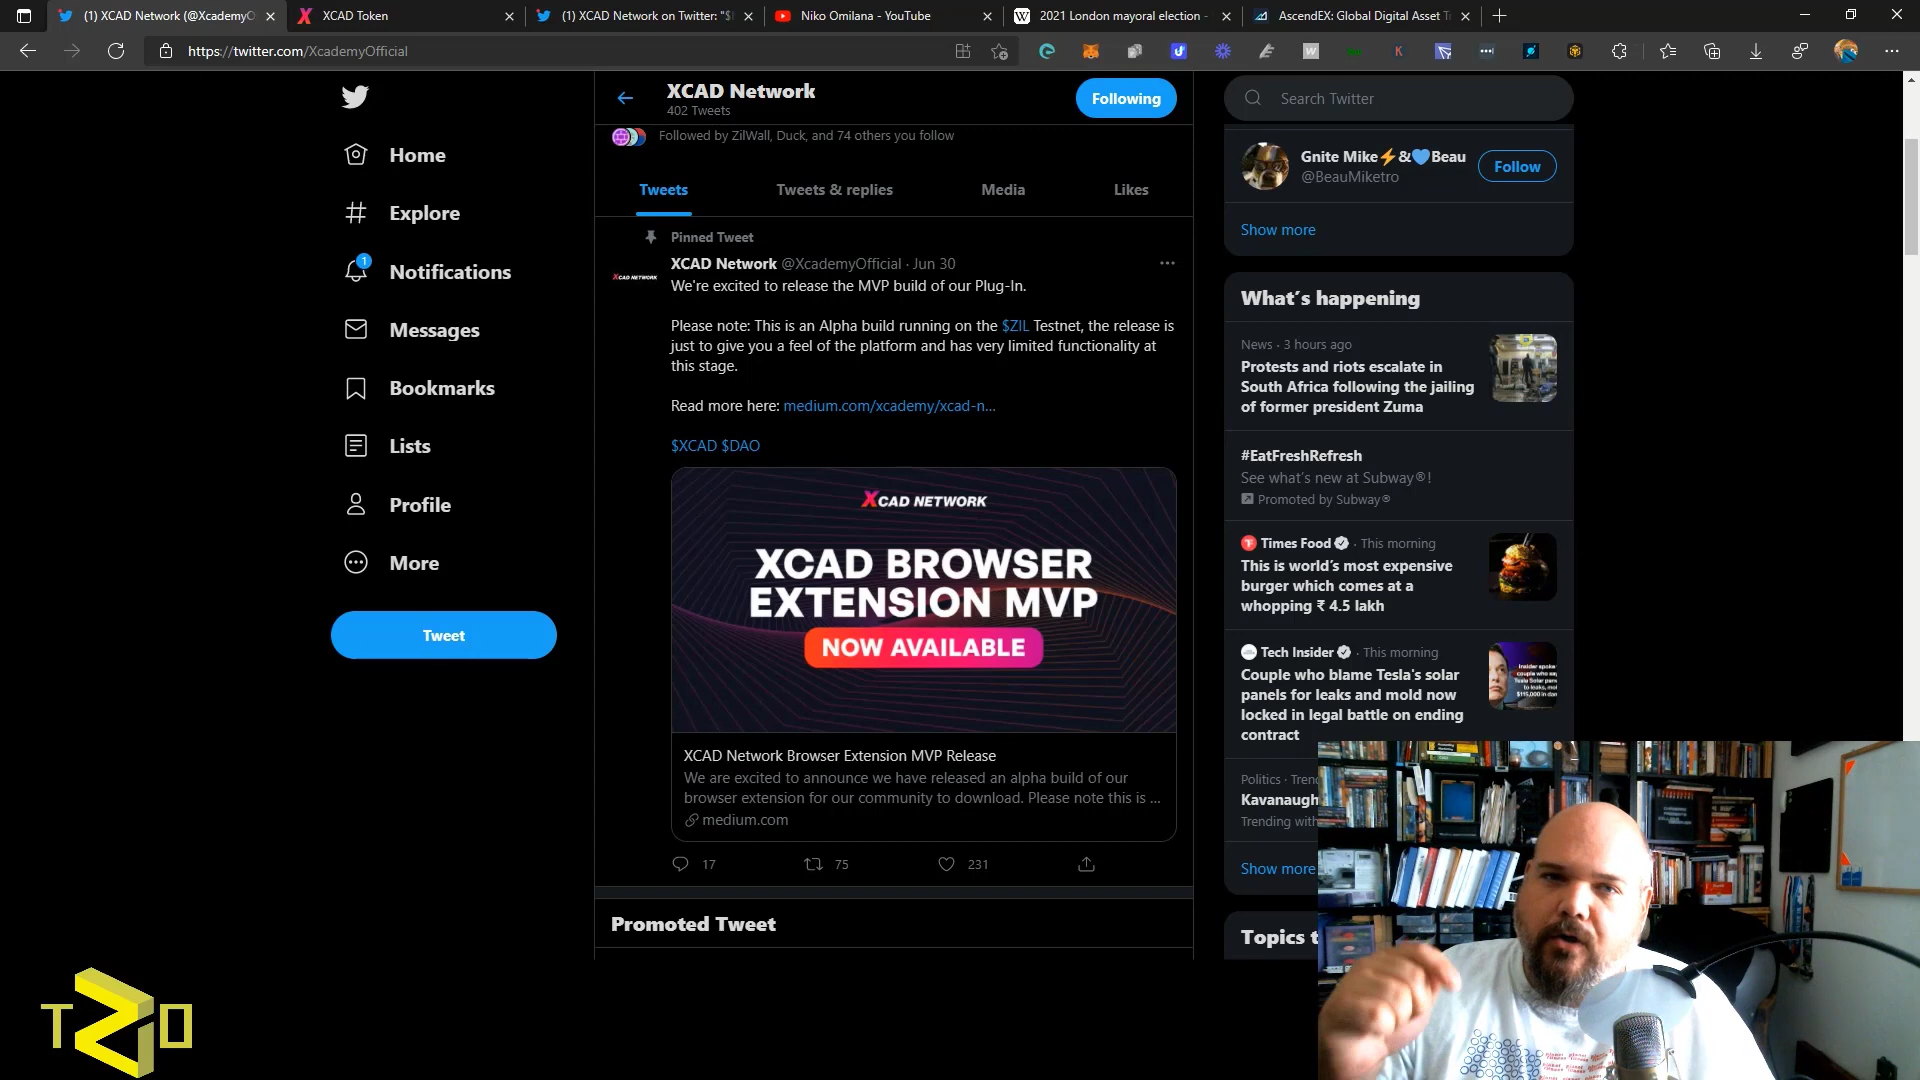 (1) XCAD Network (@XcademyO
XCAD Token
(1) XCAD Network on Twitter: "$
Niko Omilana - YouTube
2021 London mayoral election -
AscendEX: Global Digital Asset T
https://twitter.com/XcademyOfficial
XCAD Network
402 Tweets
Following
Followed by ZilWall, Duck, and 74 others you follow
Tweets
Tweets & replies
Media
Likes
Home
Explore
1
Notifications
Messages
Bookmarks
Lists
Profile
More
Tweet
Pinned Tweet
XCAD NETWORK
XCAD Network @XcademyOfficial · Jun 30
We're excited to release the MVP build of our Plug-In.
Please note: This is an Alpha build running on the $ZIL Testnet, the release is
just to give you a feel of the platform and has very limited functionality at
this stage.
Read more here: medium.com/xcademy/xcad-n...
$XCAD $DAO
XCAD NETWORK
XCAD BROWSER
EXTENSION MVP
NOW AVAILABLE
XCAD Network Browser Extension MVP Release
We are excited to announce we have released an alpha build of our
browser extension for our community to download. Please note this is ...
medium.com
17
75
231
Promoted Tweet
Search Twitter
Gnite Mike⚡&💙Beau
@BeauMiketro
Follow
Show more
What's happening
News · 3 hours ago
Protests and riots escalate in
South Africa following the jailing
of former president Zuma
#EatFreshRefresh
See what's new at Subway®!
Promoted by Subway®
Times Food · This morning
This is world's most expensive
burger which comes at a
whopping ₹ 4.5 lakh
Tech Insider · This morning
Couple who blame Tesla's solar
panels for leaks and mold now
locked in legal battle on ending
contract
Politics · Tren
Kavanaugh
Trending with
Show more
Topics t
TZIO